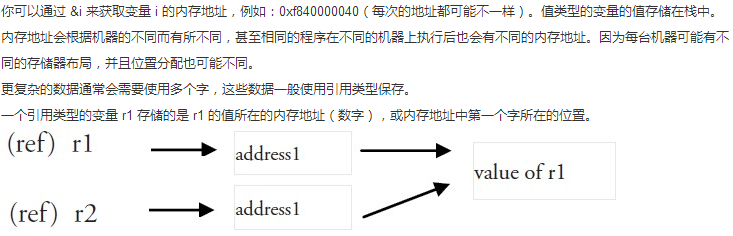 你可以通过 &i 来获取变量 i 的内存地址，例如：0xf840000040（每次的地址都可能不一样）。值类型的变量的值存储在栈中。
内存地址会根据机器的不同而有所不同，甚至相同的程序在不同的机器上执行后也会有不同的内存地址。因为每台机器可能有不
同的存储器布局，并且位置分配也可能不同。
更复杂的数据通常会需要使用多个字，这些数据一般使用引用类型保存。
一个引用类型的变量 r1 存储的是 r1 的值所在的内存地址（数字），或内存地址中第一个字所在的位置。
(ref) r1
address1
value of r1
(ref) r2
address1